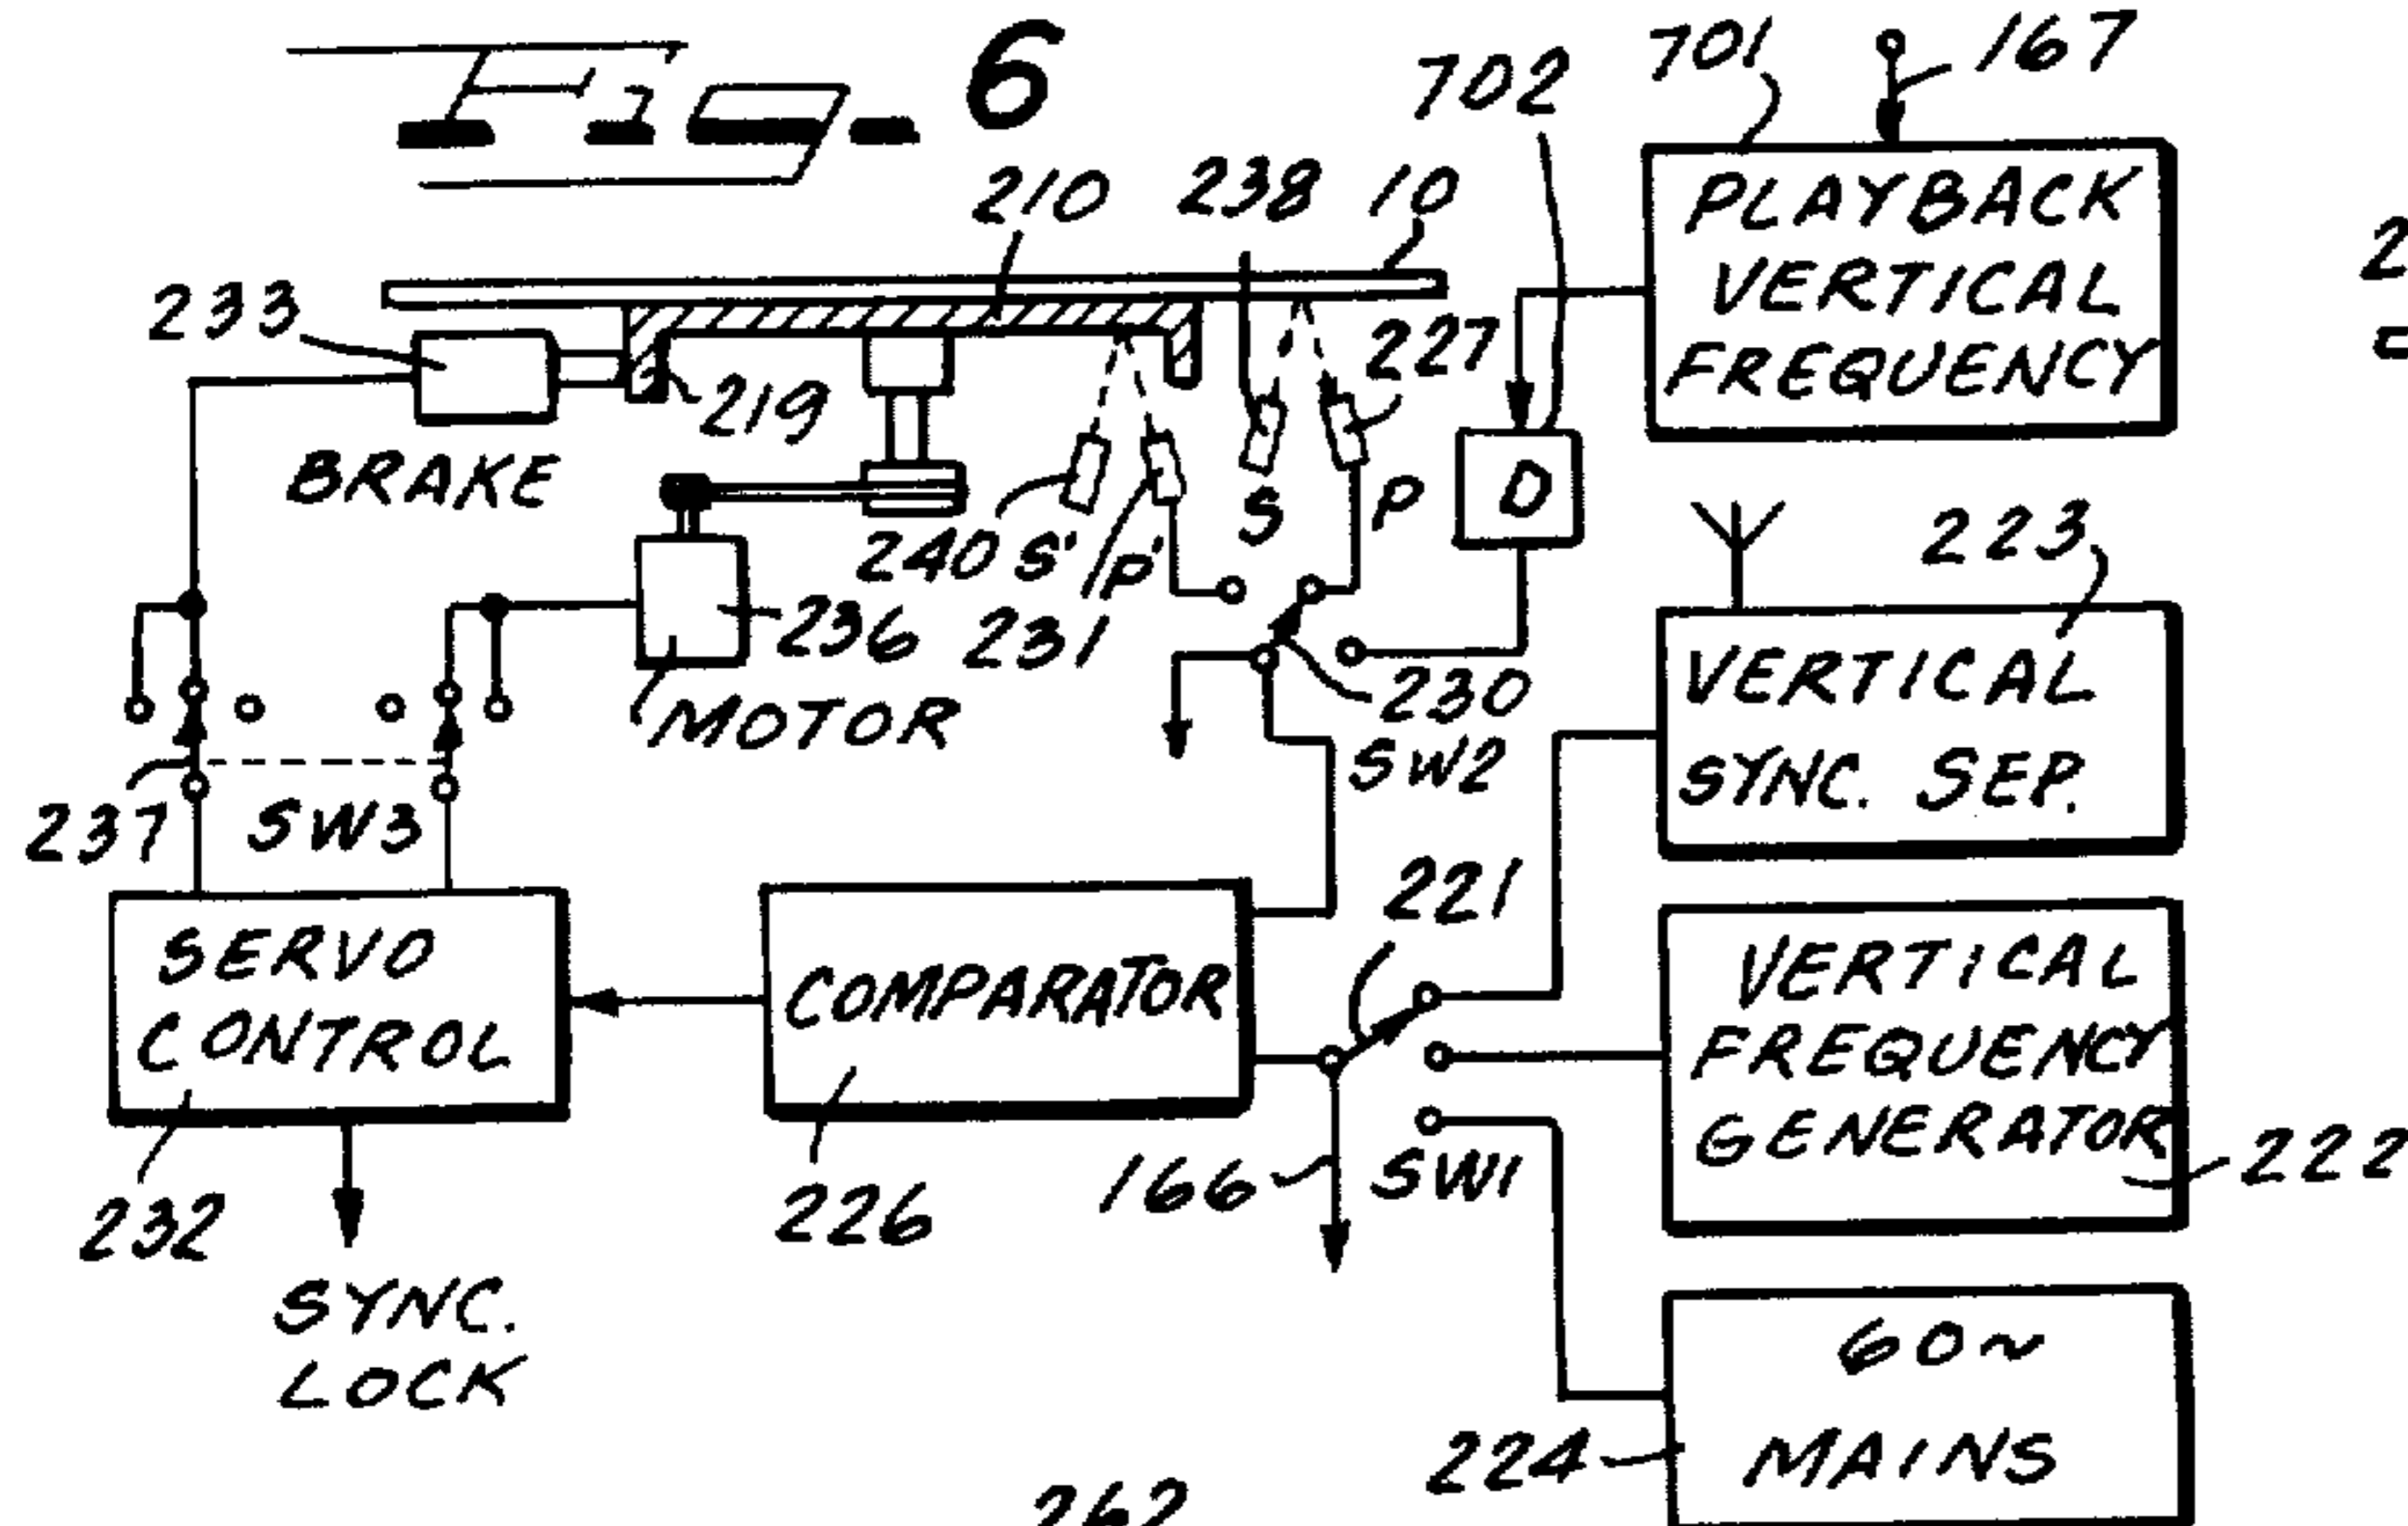 Fig. 6
702
701
167
210
238
10
PLAYBACK
VERTICAL
FREQUENCY
233
219
227
BRAKE
S
P
D
240
S'
P'
223
236
231
MOTOR
230
SW2
VERTICAL
SYNC. SEP.
237
SW3
221
SERVO
CONTROL
COMPARATOR
VERTICAL
FREQUENCY
GENERATOR
222
166
SW1
232
226
SYNC.
LOCK
60~
MAINS
224
262
2